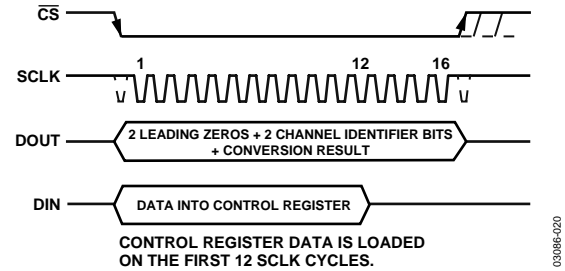 CS
1 12 16
SCLK
DOUT
2 LEADING ZEROS + 2 CHANNEL IDENTIFIER BITS
+ CONVERSION RESULT
DIN
DATA INTO CONTROL REGISTER
CONTROL REGISTER DATA IS LOADED
ON THE FIRST 12 SCLK CYCLES.
03086-020